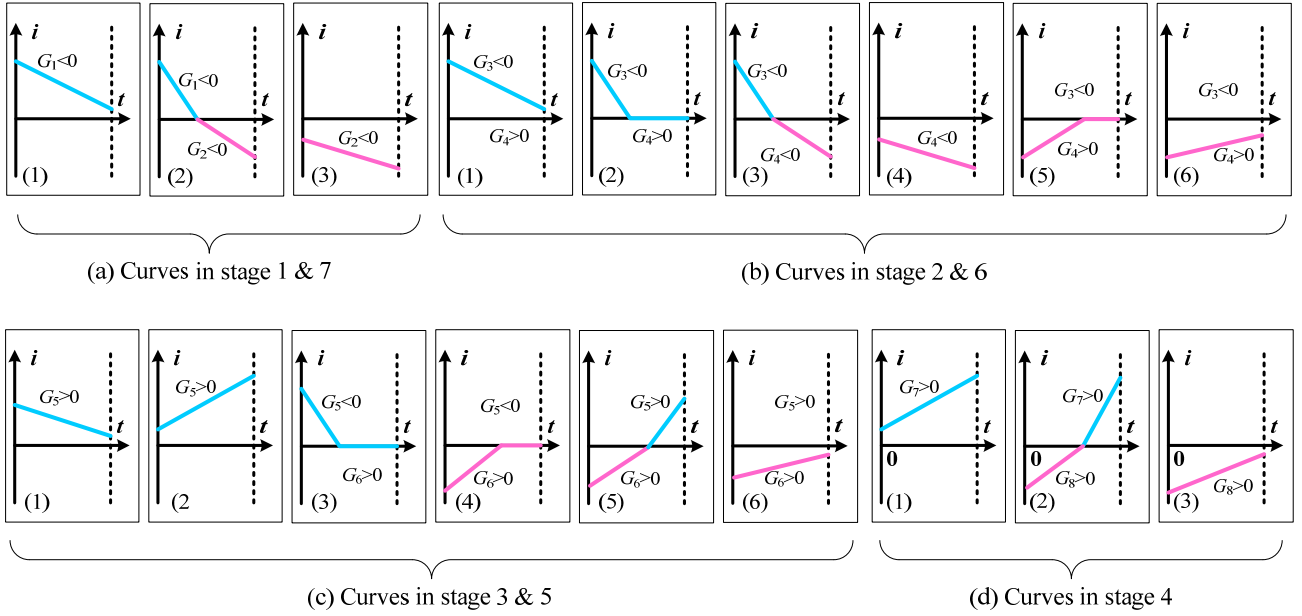 i i i i i i i i i
G1<0 G1<0 G3<0 G3<0 G3<0 G3<0 G3<0
t t t t t t t t t
G2<0 G2<0 G4>0 G4>0 G4<0 G4<0 G4>0 G4>0
(1) (2) (3) (1) (2) (3) (4) (5) (6)
(a) Curves in stage 1 & 7 (b) Curves in stage 2 & 6
i i i i i i i i i
G5>0 G5>0 G5<0 G5<0 G5>0 G5>0 G7>0 G7>0
t t t t t t t t t
0 0 0
G6>0 G6>0 G6>0 G6>0 G8>0 G8>0
(1) (2 (3) (4) (5) (6) (1) (2) (3)
(c) Curves in stage 3 & 5 (d) Curves in stage 4